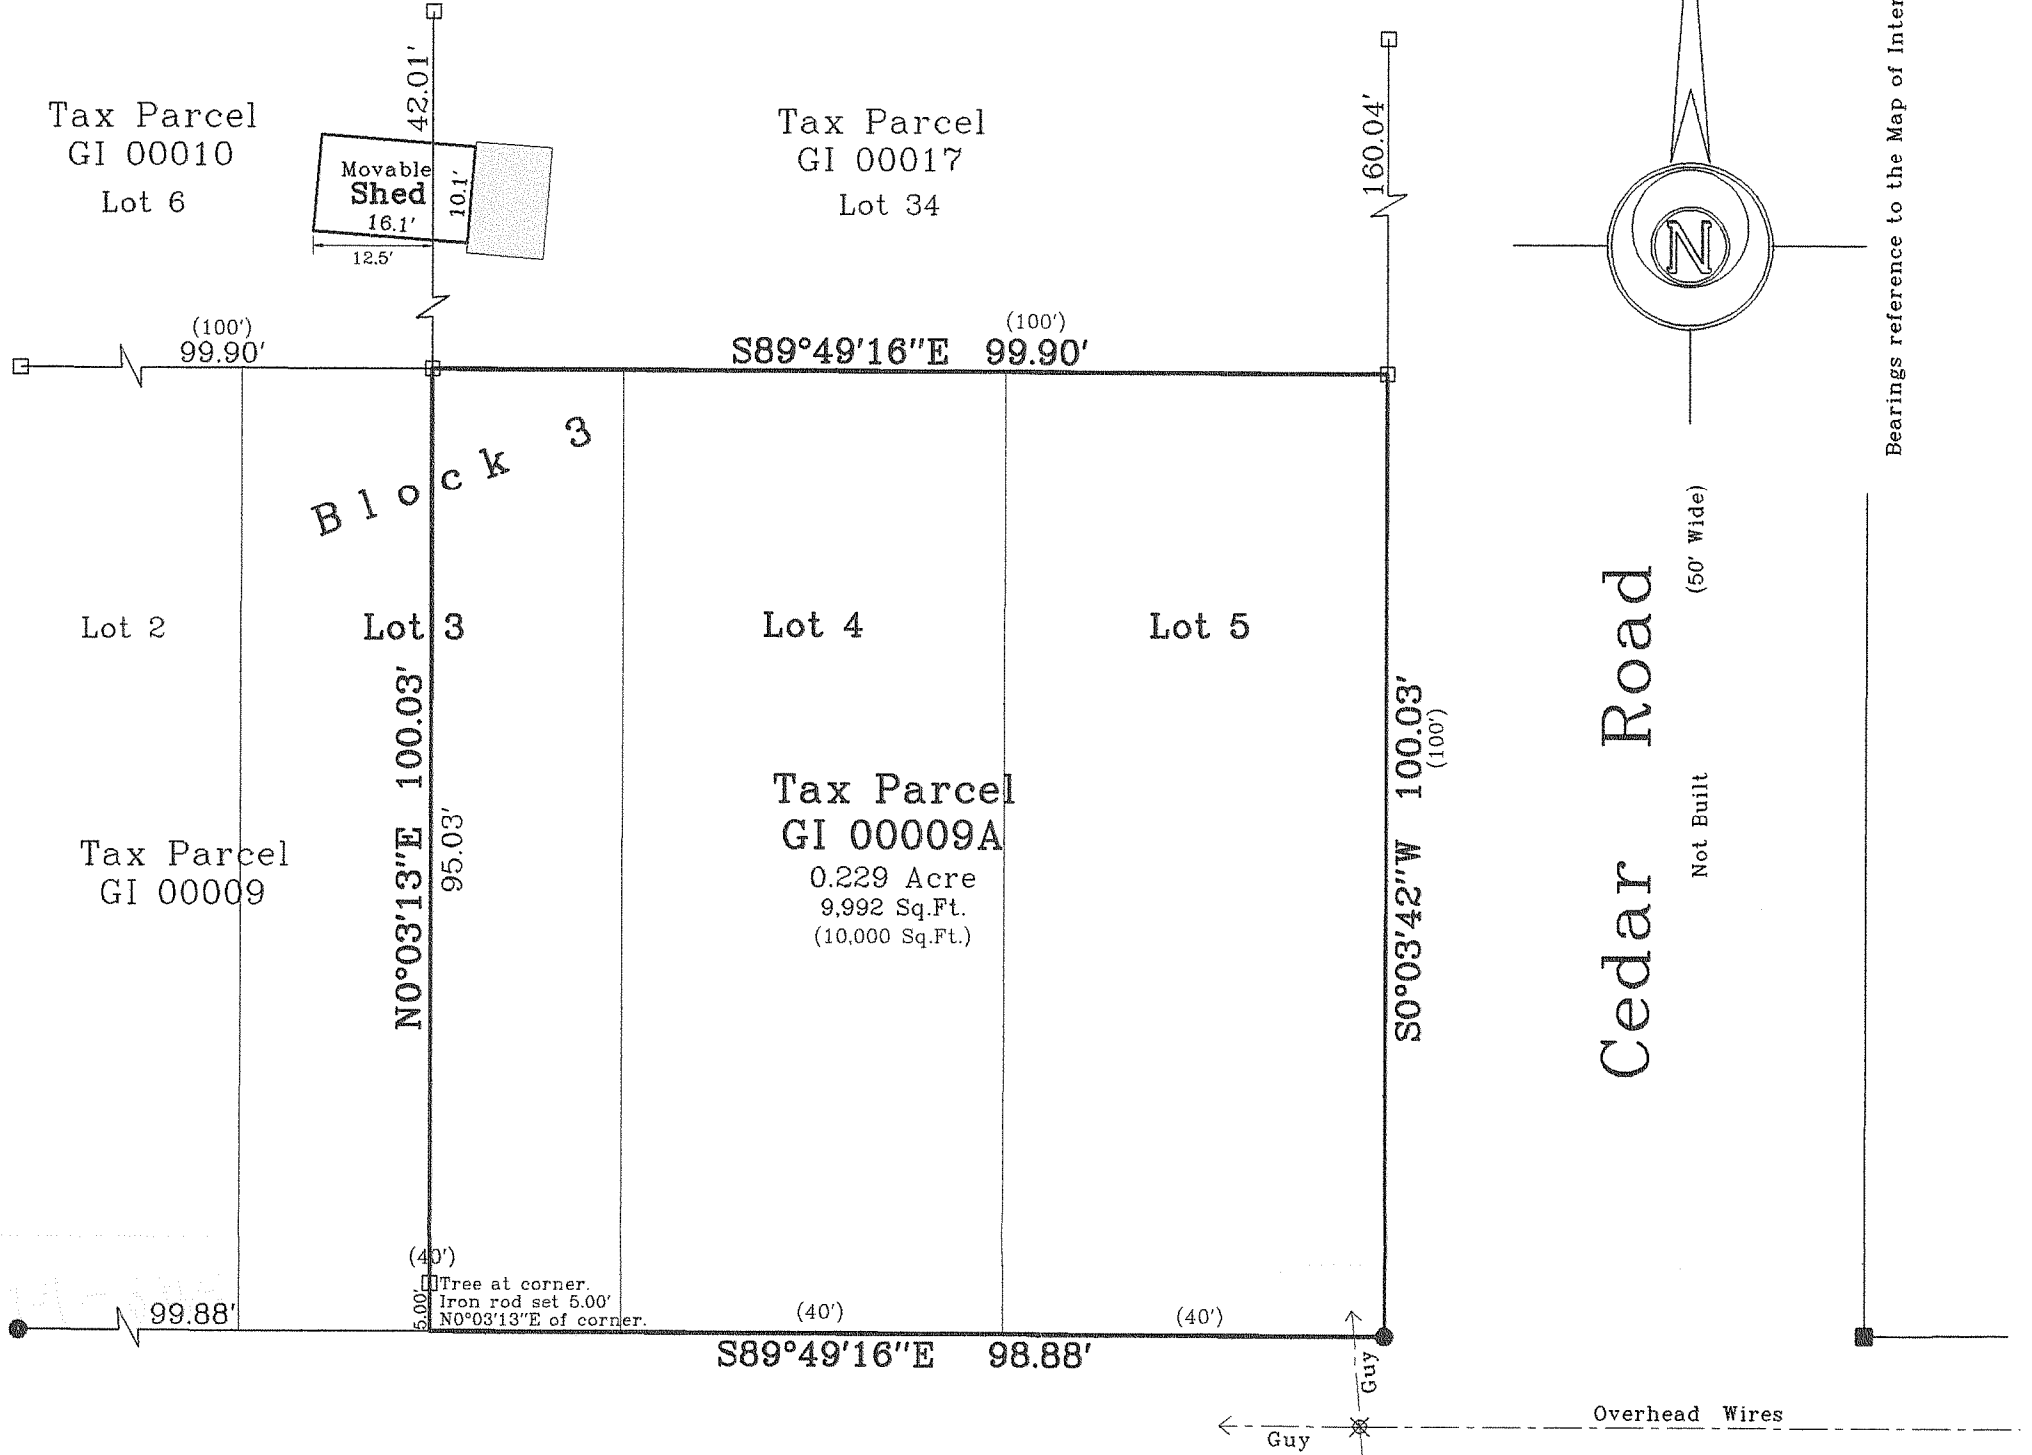 42.01'
160.04'
Tax Parcel
GI 00010
Lot 6
Movable
Shed
16.1'
10.1'
12.5'
Tax Parcel
GI 00017
Lot 34
N
Bearings reference to the Map of
(100')
99.90'
S89°49'16"E 99.90'
(100')
Block 3
Lot 2
Lot 3
Lot 4
Lot 5
N0°03'13"E 100.03'
95.03'
S0°03'42"W 100.03'
(100')
Tax Parcel
GI 00009
Tax Parcel
GI 00009A
0.229 Acre
9,992 Sq.Ft.
(10,000 Sq.Ft.)
Cedar Road
(50' Wide)
Not Built
(40')
Tree at corner.
Iron rod set 5.00'
N0°03'13"E of corner.
5.00'
99.88'
(40')
(40')
S89°49'16"E 98.88'
Guy
Guy
Overhead Wires